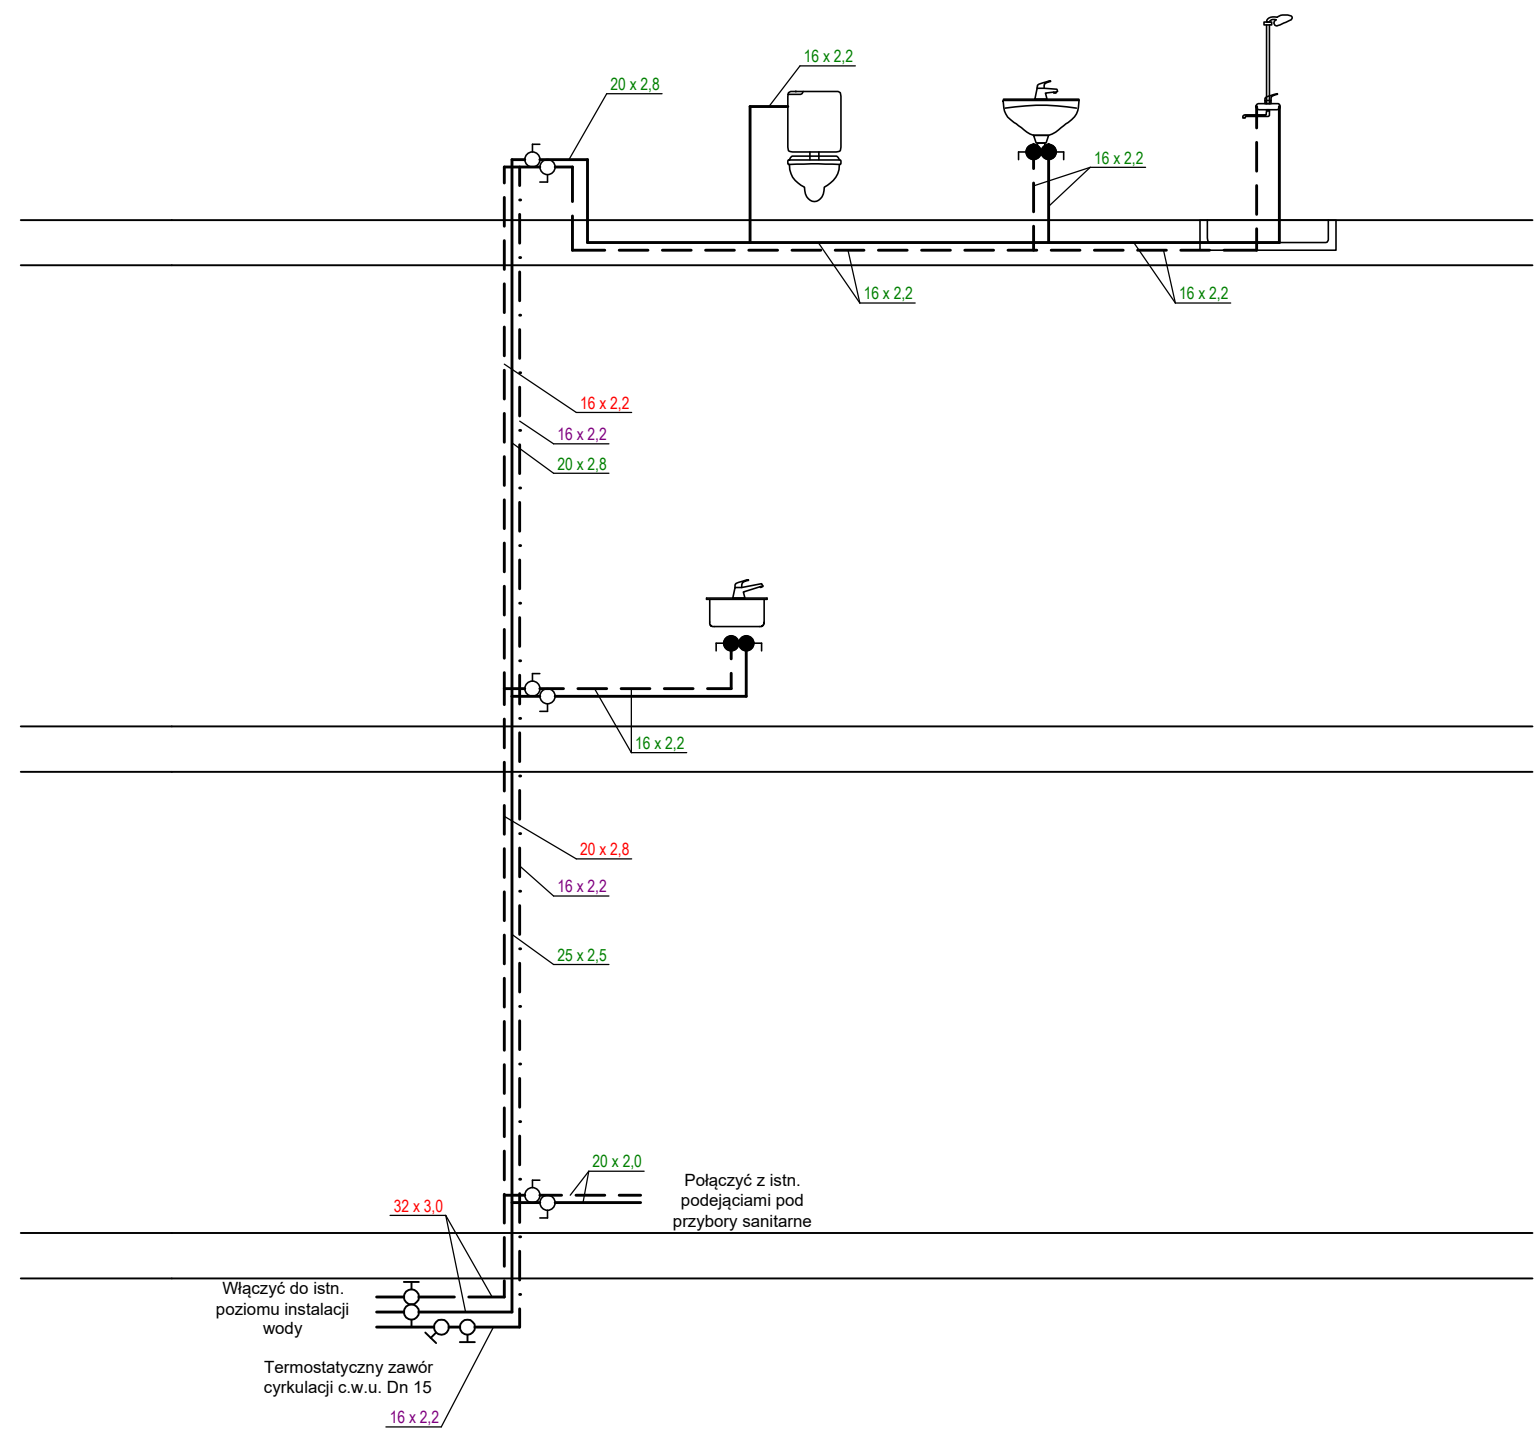 16 x 2,2
20 x 2,8
16 x 2,2
16 x 2,2
16 x 2,2
16 x 2,2
16 x 2,2
20 x 2,8
16 x 2,2
20 x 2,8
16 x 2,2
25 x 2,5
20 x 2,0
Połączyć z istn.
podejąciami pod
przybory sanitarne
32 x 3,0
Włączyć do istn.
poziomu instalacji
wody
Termostatyczny zawór
cyrkulacji c.w.u. Dn 15
16 x 2,2